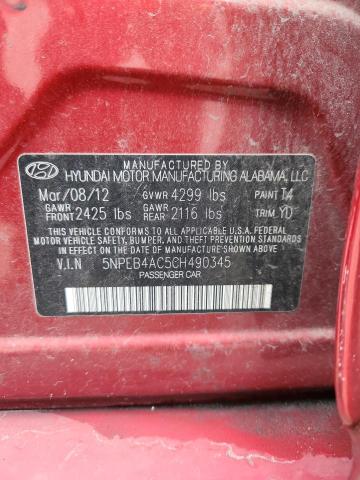 MANUFACTURED BY
HYUNDAI MOTOR MANUFACTURING ALABAMA, LLC
Mar/08/12 GVWR 4299 lbs PAINT T4
GAWR FRONT 2425 lbs GAWR REAR 2116 lbs TRIM YD
THIS VEHICLE CONFORMS TO ALL APPLICABLE U.S.A FEDERAL
MOTOR VEHICLE SAFETY, BUMPER, AND THEFT PREVENTION STANDARDS
IN EFFECT ON THE DATE OF MANUFACTURE SHOWN ABOVE.
V.I.N 5NPEB4AC5CH490345
PASSENGER CAR